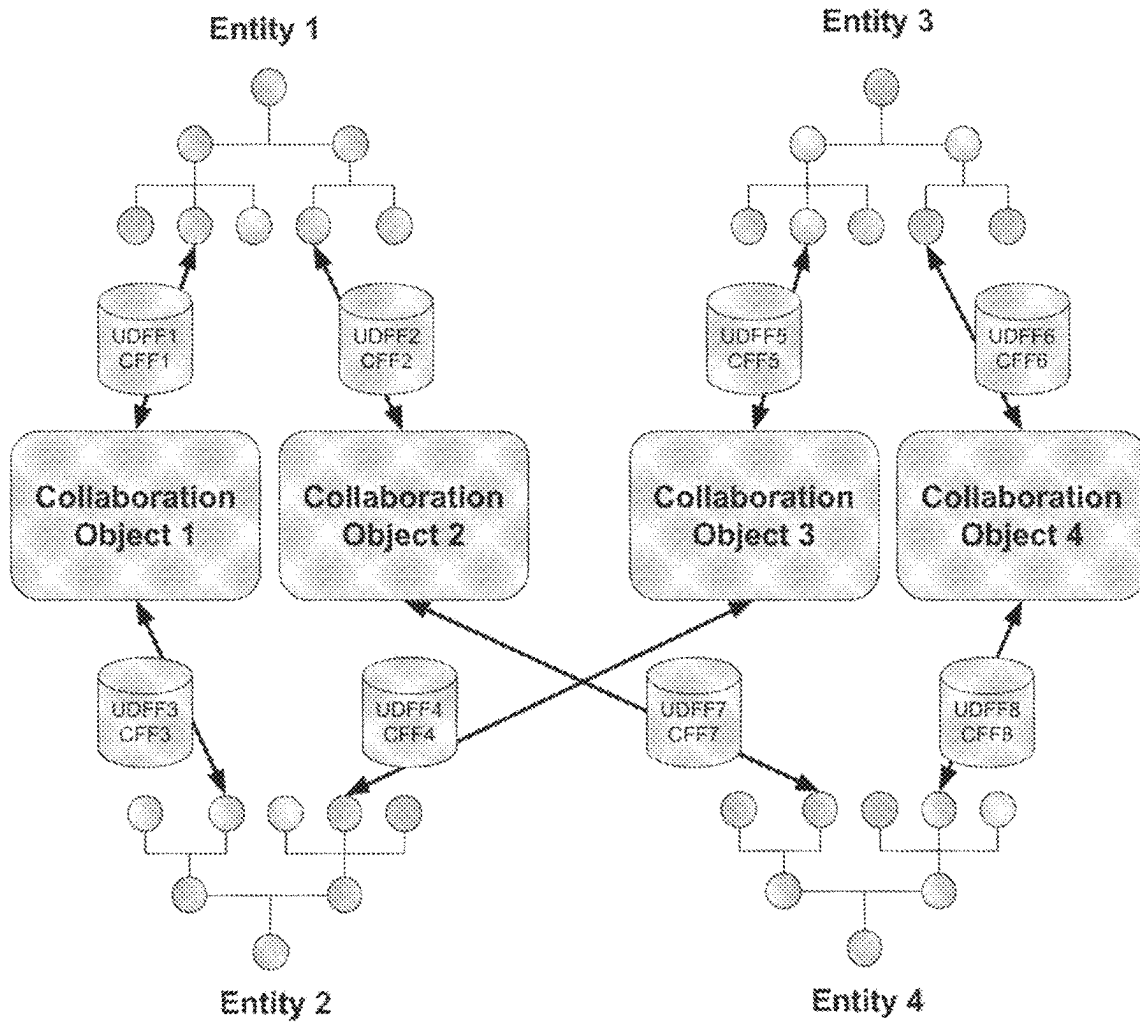 Entity 1
Entity 3
UDFF1
CFF1
UDFF2
CFF2
UDFF5
CFF5
UDFF6
CFF6
Collaboration
Object 1
Collaboration
Object 2
Collaboration
Object 3
Collaboration
Object 4
UDFF3
CFF3
UDFF4
CFF4
UDFF7
CFF7
UDFF8
CFF8
Entity 2
Entity 4